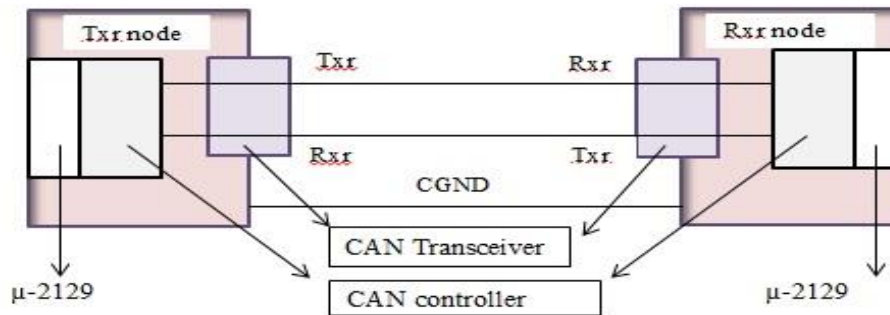 Txr node
Rxr node
Txr
Rxr
Rxr
Txr
CGND
CAN Transceiver
μ-2129
μ-2129
CAN controller